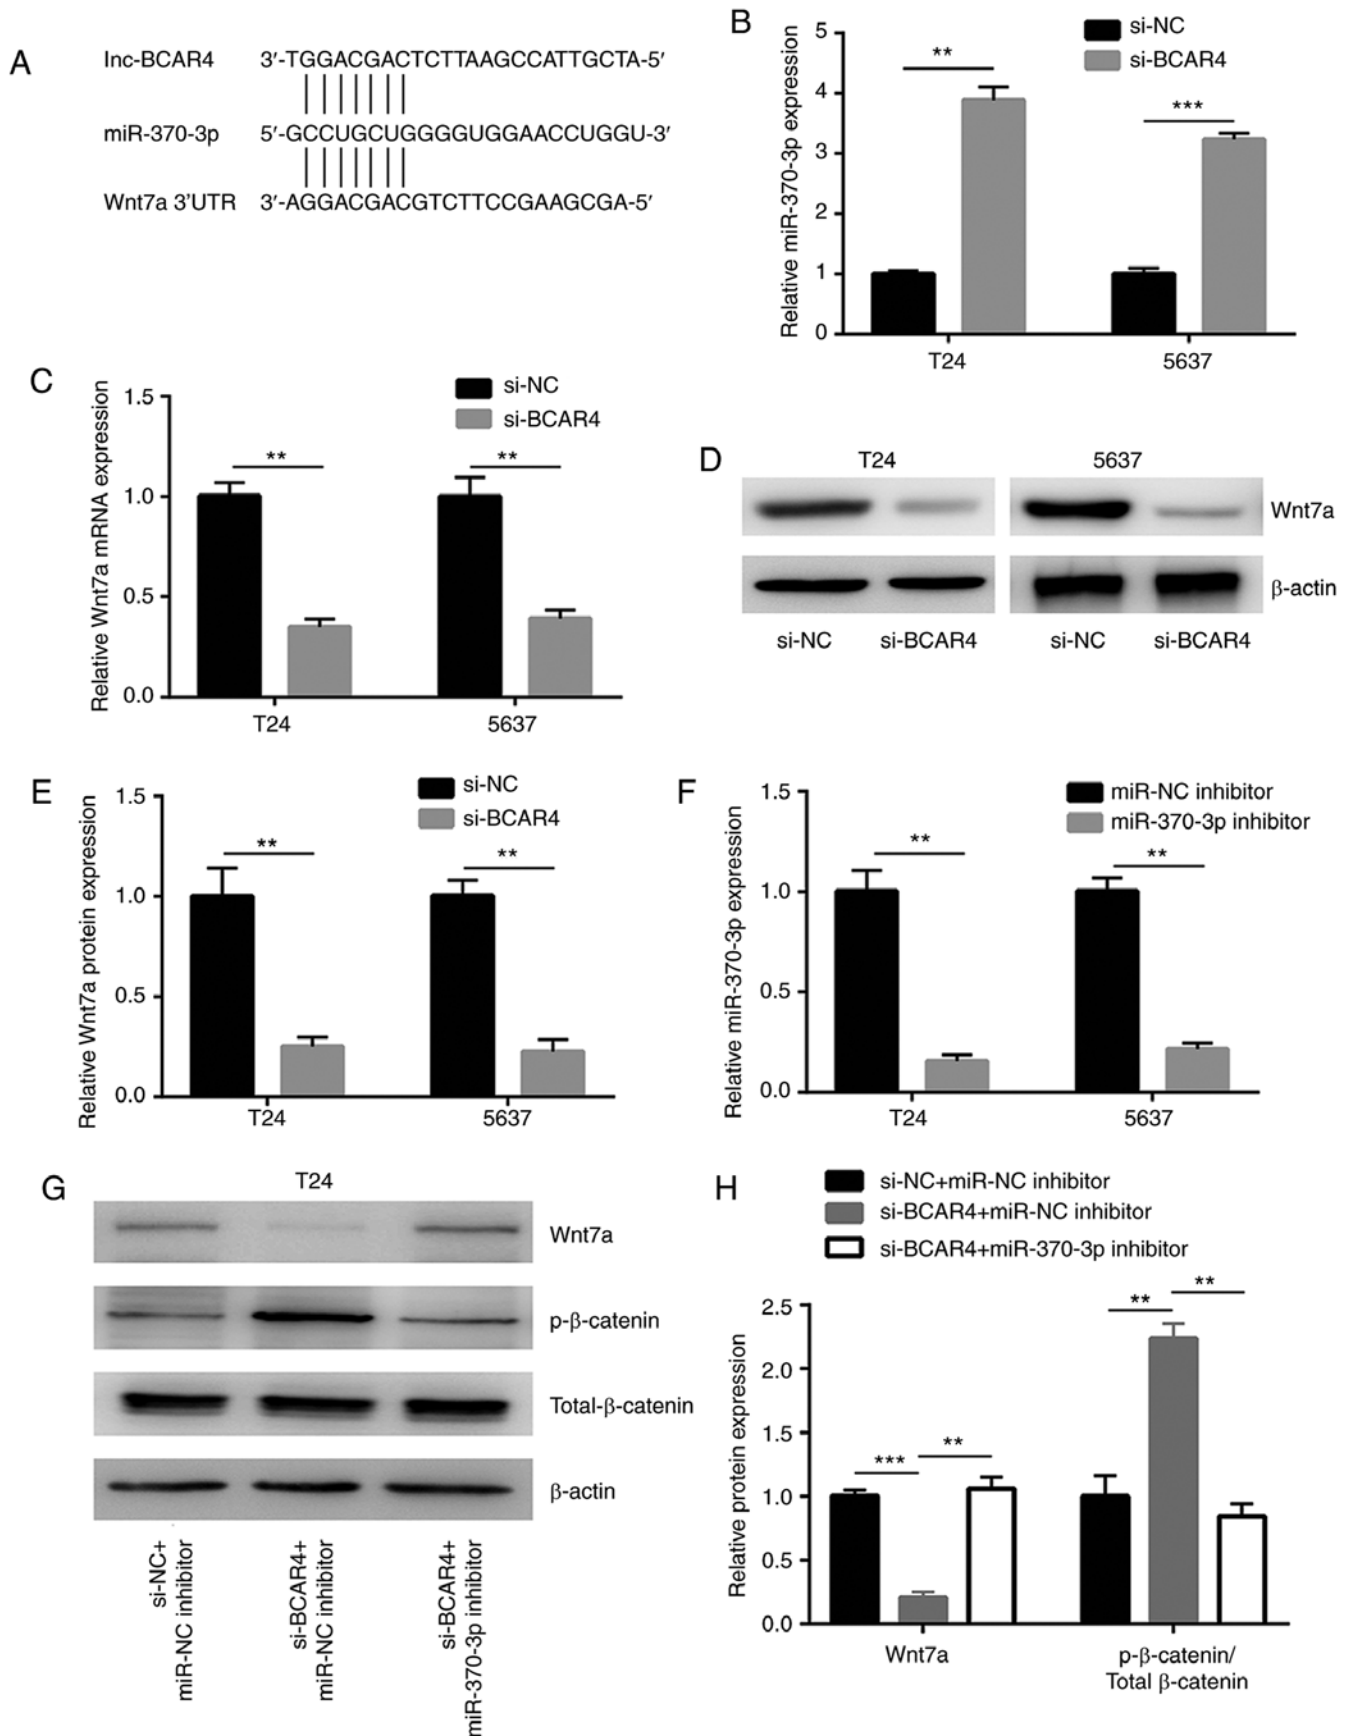 A
lnc-BCAR4 3′-TGGACGACTCTTAAGCCATTGCTA-5′
miR-370-3p 5′-GCCUGCUGGGGUGGAACCUGGU-3′
Wnt7a 3’UTR 3′-AGGACGACGTCTTCCGAAGCGA-5′
B
si-NC
si-BCAR4
Relative miR-370-3p expression
5
4
3
2
1
0
**
***
T24 5637
C
si-NC
si-BCAR4
Relative Wnt7a mRNA expression
1.5
1.0
0.5
0.0
** **
T24 5637
D
T24 5637
Wnt7a
β-actin
si-NC si-BCAR4 si-NC si-BCAR4
E
si-NC
si-BCAR4
Relative Wnt7a protein expression
1.5
1.0
0.5
0.0
** **
T24 5637
F
miR-NC inhibitor
miR-370-3p inhibitor
Relative miR-370-3p expression
1.5
1.0
0.5
0.0
** **
T24 5637
G
T24
Wnt7a
p-β-catenin
Total-β-catenin
β-actin
si-NC+
miR-NC inhibitor
si-BCAR4+
miR-NC inhibitor
si-BCAR4+
miR-370-3p inhibitor
H
si-NC+miR-NC inhibitor
si-BCAR4+miR-NC inhibitor
si-BCAR4+miR-370-3p inhibitor
Relative protein expression
2.5
2.0
1.5
1.0
0.5
0.0
*** **
** **
Wnt7a
p-β-catenin/
Total β-catenin